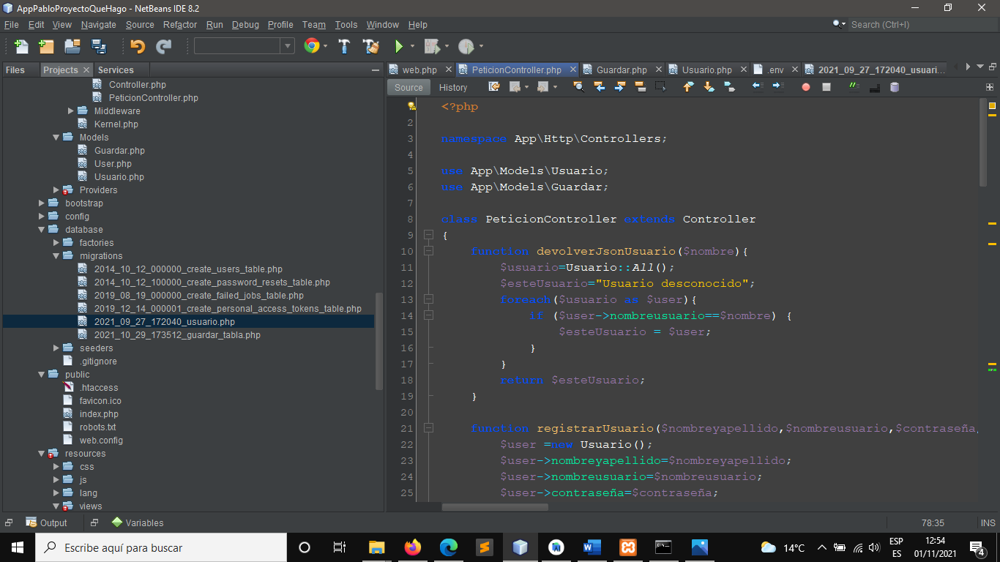 AppPabloProyectoQueHago - NetBeans IDE 8.2
File Edit View Navigate Source Refactor Run Debug Profile Team Tools Window Help
Search (Ctrl+I)
Files Projects Services
Controller.php
PeticionController.php
Middleware
Kernel.php
Models
Guardar.php
User.php
Usuario.php
Providers
bootstrap
config
database
factories
migrations
2014_10_12_000000_create_users_table.php
2014_10_12_100000_create_password_resets_table.php
2019_08_19_000000_create_failed_jobs_table.php
2019_12_14_000001_create_personal_access_tokens_table.php
2021_09_27_172040_usuario.php
2021_10_29_173512_guardar_tabla.php
seeders
.gitignore
public
.htaccess
favicon.ico
index.php
robots.txt
web.config
resources
css
js
lang
views
web.php PeticionController.php Guardar.php Usuario.php .env 2021_09_27_172040_usuari...
Source History
<?php
2
3 namespace App\Http\Controllers;
4
5 use App\Models\Usuario;
6 use App\Models\Guardar;
7
8 class PeticionController extends Controller
9 {
10 function devolverJsonUsuario($nombre){
11 $usuario=Usuario::All();
12 $esteUsuario="Usuario desconocido";
13 foreach($usuario as $user){
14 if ($user->nombreusuario==$nombre) {
15 $esteUsuario = $user;
16 }
17 }
18 return $esteUsuario;
19 }
20
21 function registrarUsuario($nombreyapellido,$nombreusuario,$contraseña,
22 $user =new Usuario();
23 $user->nombreyapellido=$nombreyapellido;
24 $user->nombreusuario=$nombreusuario;
25 $user->contraseña=$contraseña;
Output Variables
78:35 INS
Escribe aquí para buscar
14°C
ESP
ES
12:54
01/11/2021
4